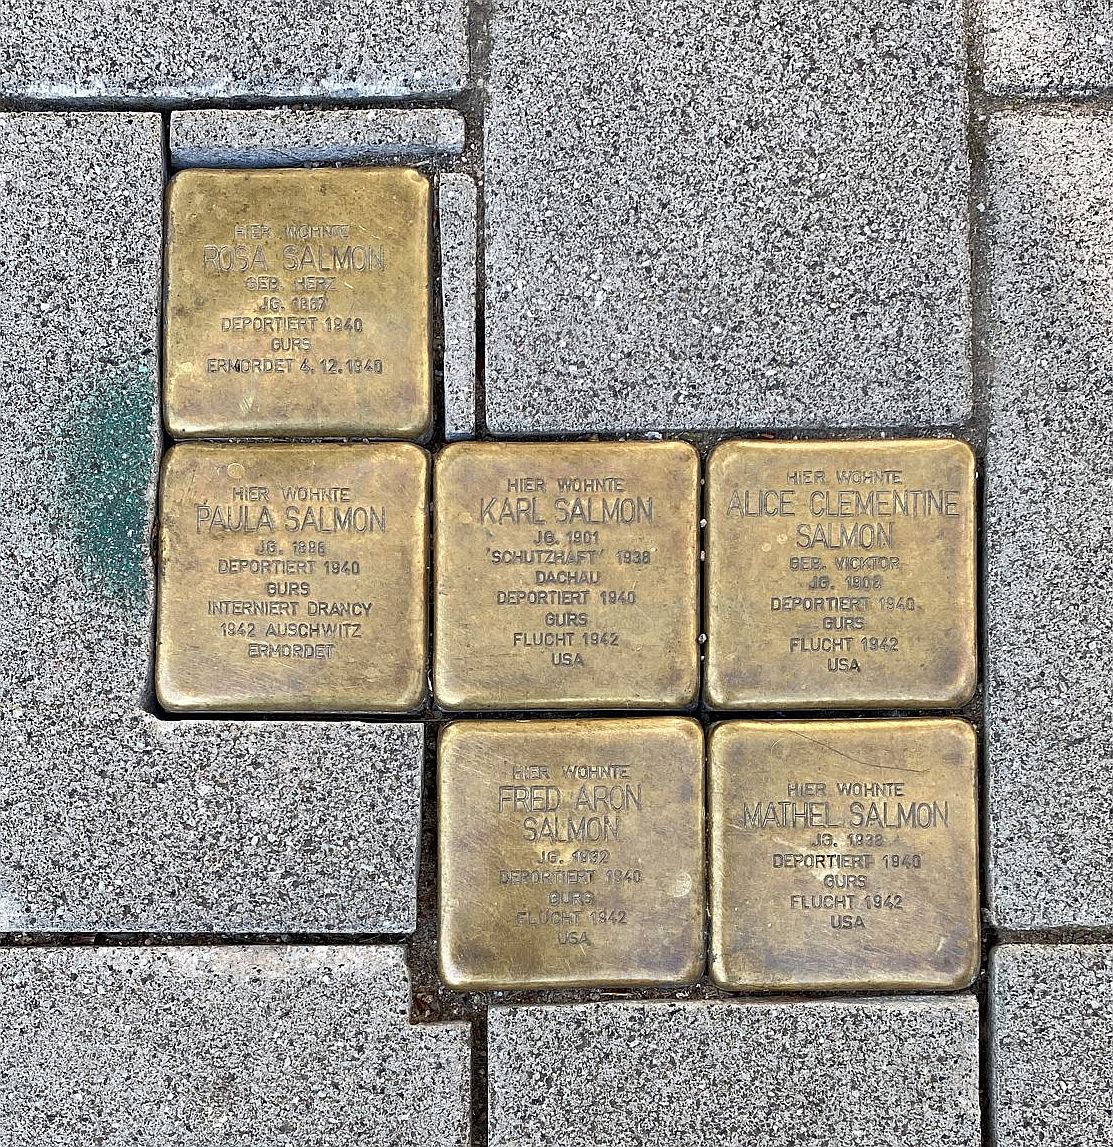 HIER WOHNTE
ROSA SALMON
GEB. HERZ
JG. 1867
DEPORTIERT 1940
GURS
ERMORDET 4.12.1940
HIER WOHNTE
PAULA SALMON
JG. 1896
DEPORTIERT 1940
GURS
INTERNIERT DRANCY
1942 AUSCHWITZ
ERMORDET
HIER WOHNTE
KARL SALMON
JG. 1901
'SCHUTZHAFT' 1938
DACHAU
DEPORTIERT 1940
GURS
FLUCHT 1942
USA
HIER WOHNTE
ALICE CLEMENTINE
SALMON
GEB. VICKTOR
JG. 1908
DEPORTIERT 1940
GURS
FLUCHT 1942
USA
HIER WOHNTE
FRED ARON
SALMON
JG. 1932
DEPORTIERT 1940
GURS
FLUCHT 1942
USA
HIER WOHNTE
MATHEL SALMON
JG. 1938
DEPORTIERT 1940
GURS
FLUCHT 1942
USA